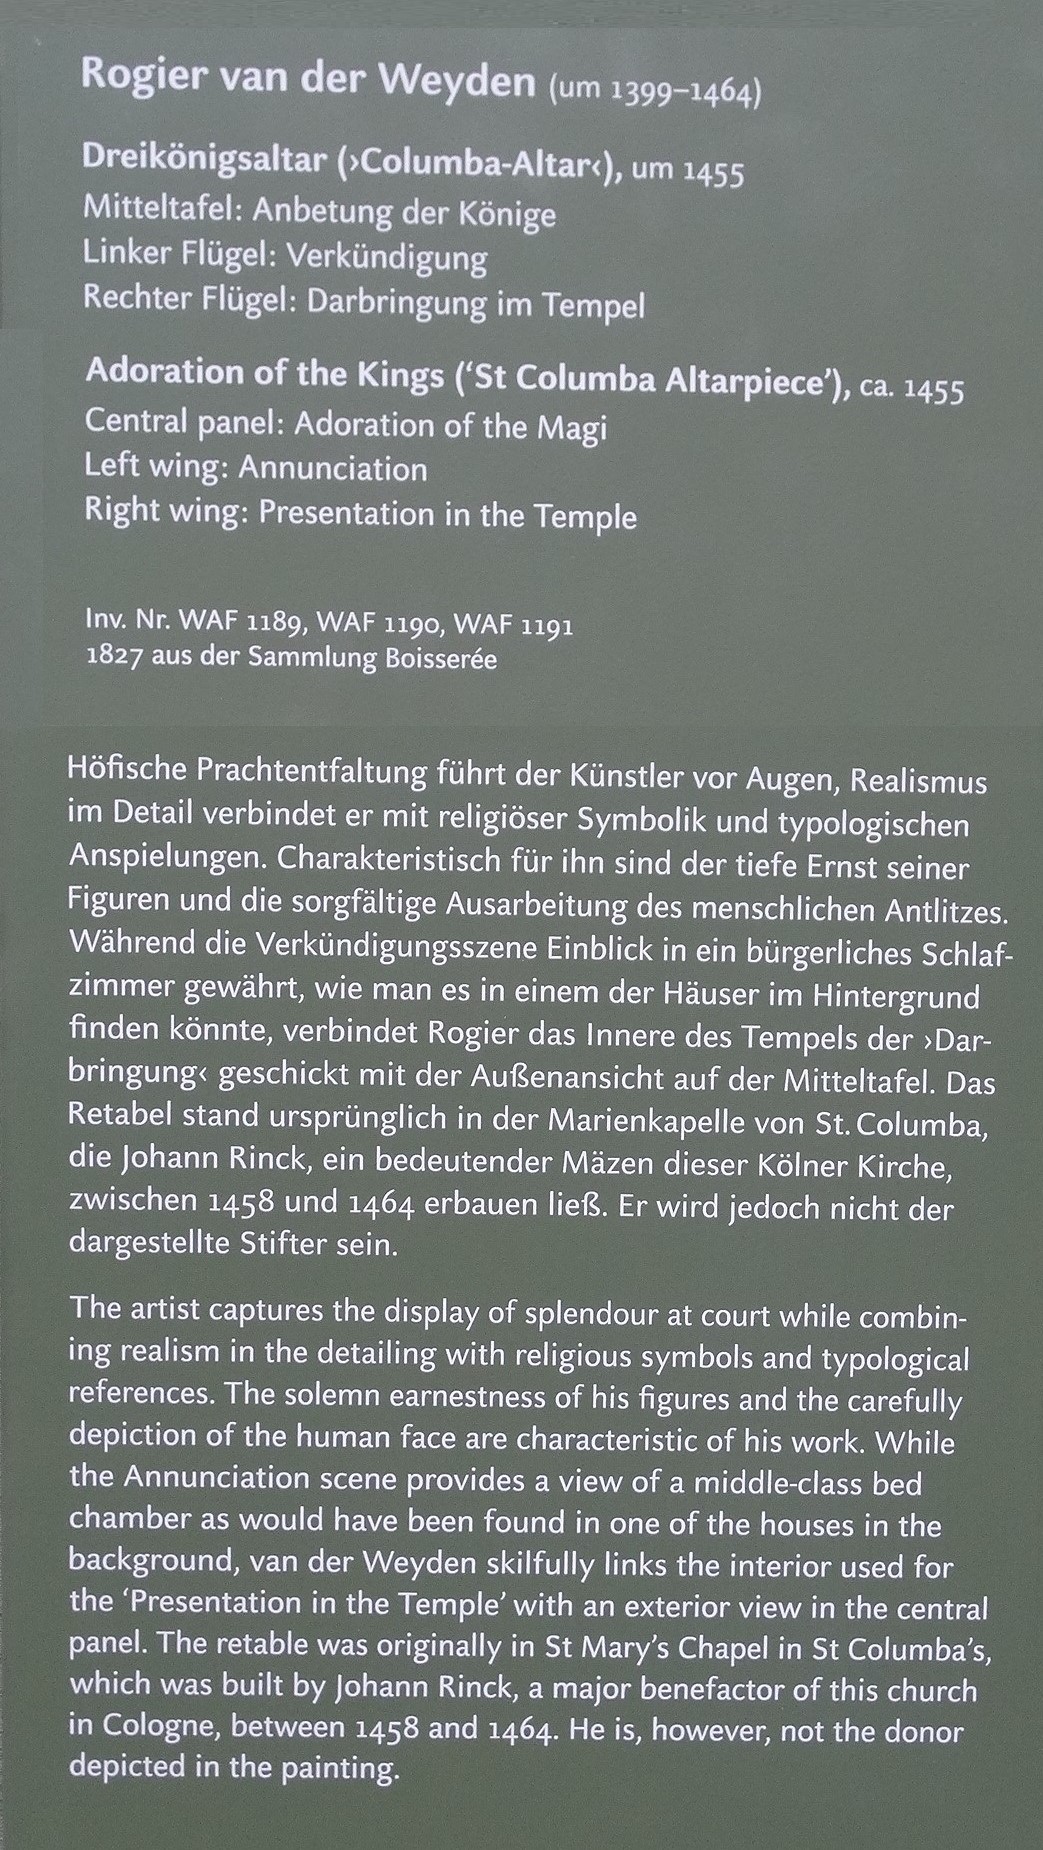 Rogier van der Weyden (um 1399–1464)
Dreikönigsaltar (›Columba-Altar‹), um 1455
Mitteltafel: Anbetung der Könige
Linker Flügel: Verkündigung
Rechter Flügel: Darbringung im Tempel
Adoration of the Kings (‘St Columba Altarpiece’), ca. 1455
Central panel: Adoration of the Magi
Left wing: Annunciation
Right wing: Presentation in the Temple
Inv. Nr. WAF 1189, WAF 1190, WAF 1191
1827 aus der Sammlung Boisserée
Höfische Prachtentfaltung führt der Künstler vor Augen, Realismus
im Detail verbindet er mit religiöser Symbolik und typologischen
Anspielungen. Charakteristisch für ihn sind der tiefe Ernst seiner
Figuren und die sorgfältige Ausarbeitung des menschlichen Antlitzes.
Während die Verkündigungsszene Einblick in ein bürgerliches Schlaf-
zimmer gewährt, wie man es in einem der Häuser im Hintergrund
finden könnte, verbindet Rogier das Innere des Tempels der ›Dar-
bringung‹ geschickt mit der Außenansicht auf der Mitteltafel. Das
Retabel stand ursprünglich in der Marienkapelle von St. Columba,
die Johann Rinck, ein bedeutender Mäzen dieser Kölner Kirche,
zwischen 1458 und 1464 erbauen ließ. Er wird jedoch nicht der
dargestellte Stifter sein.
The artist captures the display of splendour at court while combin-
ing realism in the detailing with religious symbols and typological
references. The solemn earnestness of his figures and the carefully
depiction of the human face are characteristic of his work. While
the Annunciation scene provides a view of a middle-class bed
chamber as would have been found in one of the houses in the
background, van der Weyden skilfully links the interior used for
the ‘Presentation in the Temple’ with an exterior view in the central
panel. The retable was originally in St Mary’s Chapel in St Columba’s,
which was built by Johann Rinck, a major benefactor of this church
in Cologne, between 1458 and 1464. He is, however, not the donor
depicted in the painting.